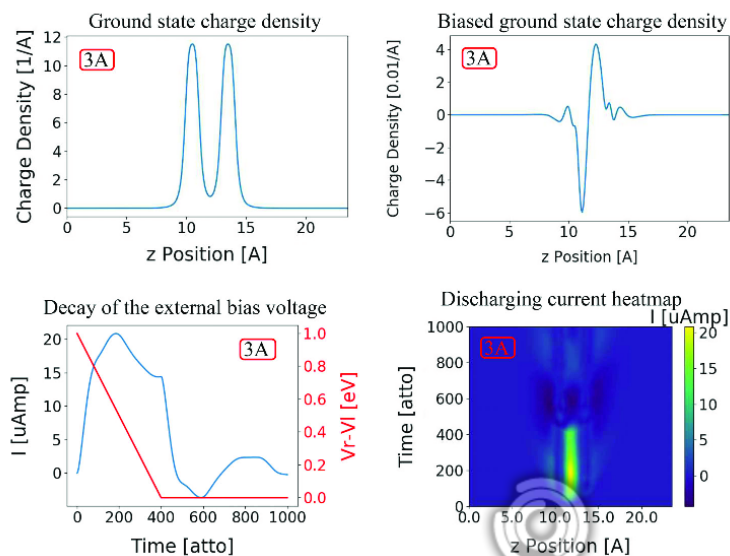 Ground state charge density
Biased ground state charge density
12
10
8
6
4
2
0
Charge Density [1/A]
3A
0 5 10 15 20
z Position [A]
4
2
0
−2
−4
−6
Charge Density [0.01/A]
3A
0 5 10 15 20
z Position [A]
Decay of the external bias voltage
Discharging current heatmap
20
15
10
5
0
I [uAmp]
3A
1.0
0.8
0.6
0.4
0.2
0.0
Vr-Vl [eV]
0 200 400 600 800 1000
Time [atto]
I [uAmp]
1000
800
600
400
200
0
Time [atto]
3A
20
15
10
5
0
0.0 5.0 10.0 15.0 20.0
z Position [A]